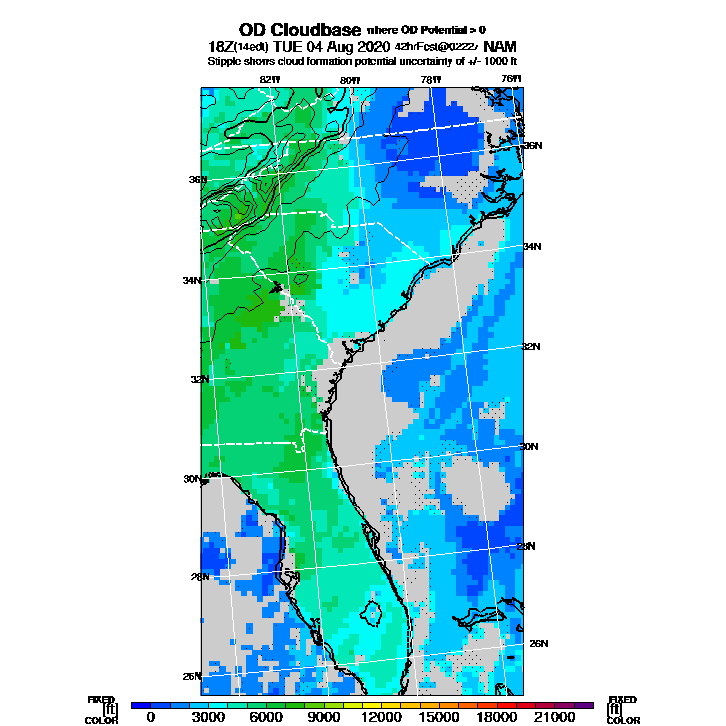 OD Cloudbase where OD Potential > 0
18Z(14edt) TUE 04 Aug 2020 42hrFcst@0222z NAM
Stipple shows cloud formation potential uncertainty of +/- 1000 ft
82W 80W 78W 76W
36N
36N
34N
34N
32N
32N
30N
30N
28N
28N
26N
26N
FIXED FIXED
[ft] 0 3000 6000 9000 12000 15000 18000 21000 [ft]
COLOR COLOR